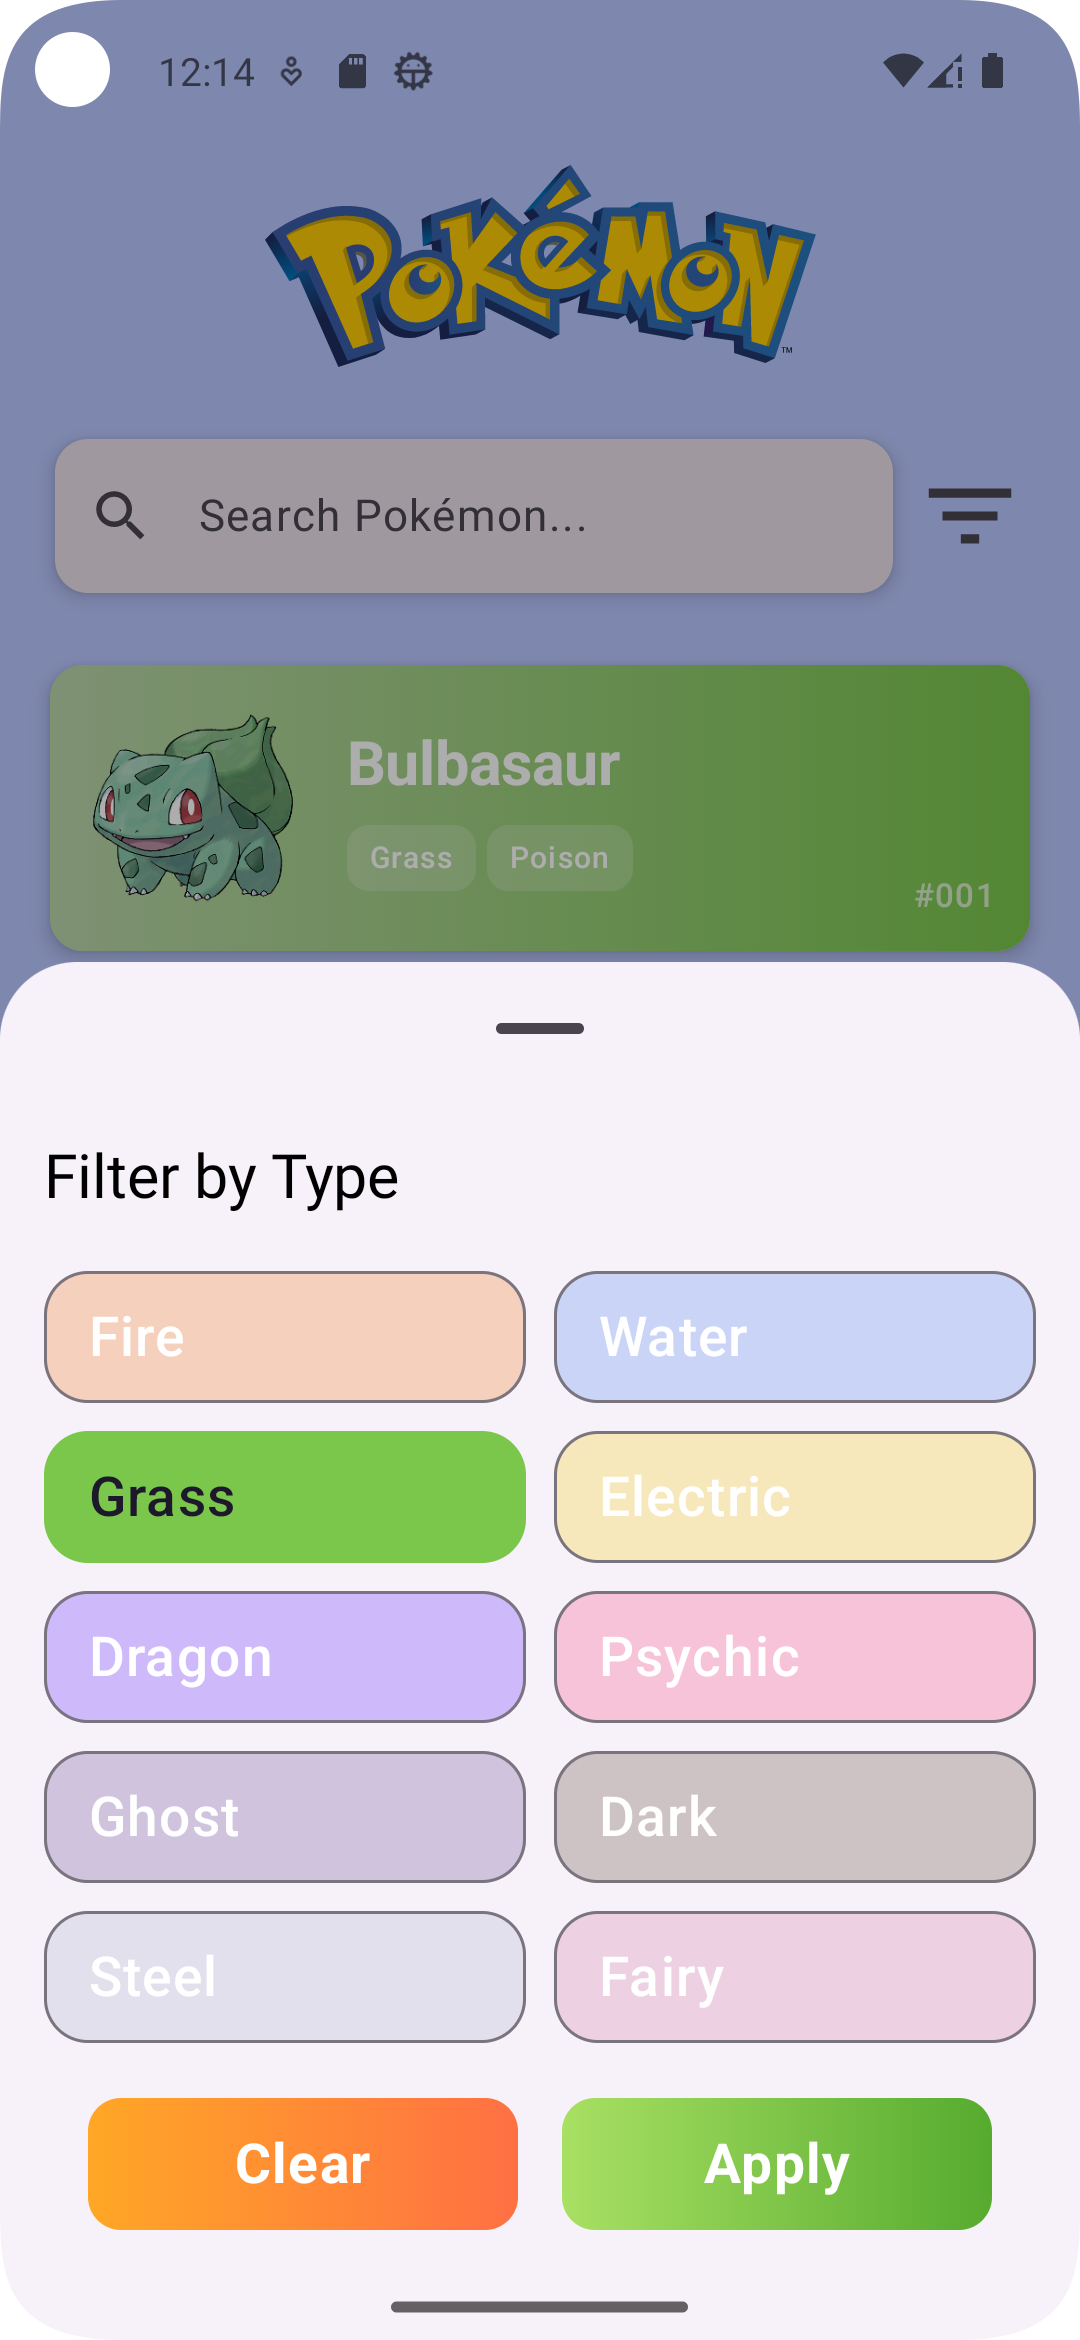 12:14
Pokémon
TM
Search Pokémon...
Bulbasaur
Grass Poison
#001
Filter by Type
Fire Water
Grass Electric
Dragon Psychic
Ghost Dark
Steel Fairy
Clear Apply